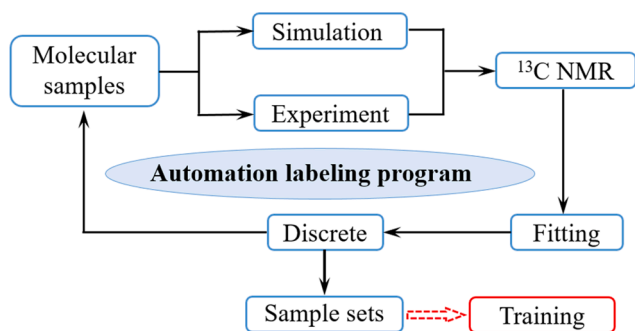 Molecular
samples
Simulation
Experiment
¹³C NMR
Automation labeling program
Discrete
Fitting
Sample sets
Training